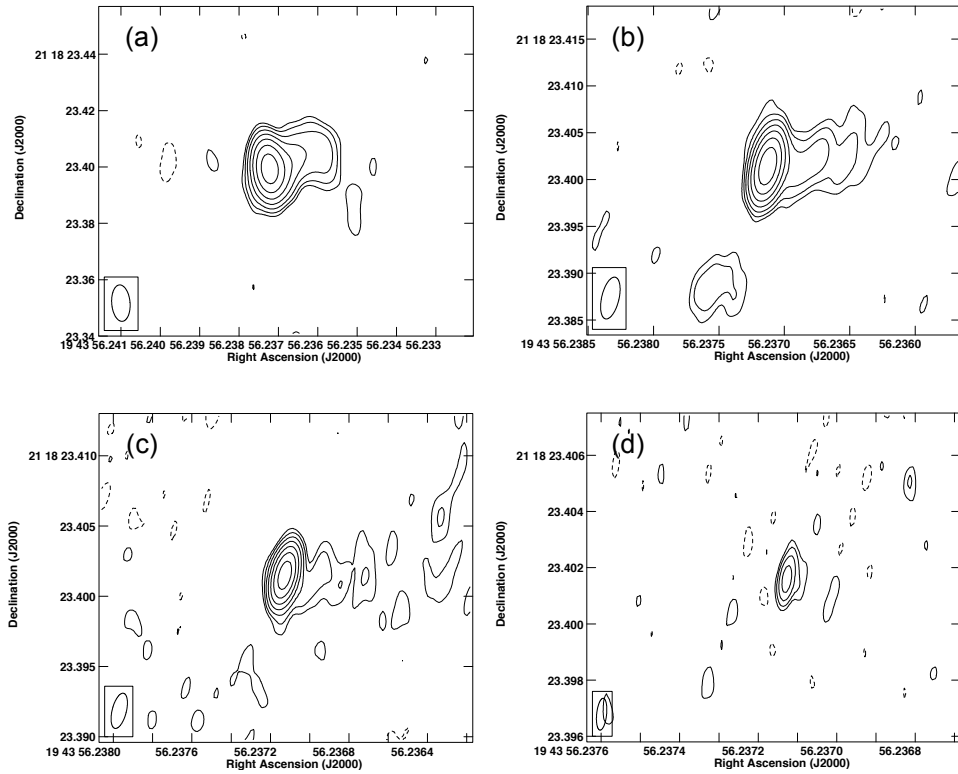 (a)
21 18 23.44
23.42
23.40
23.38
23.36
23.34
Declination (J2000)
19 43 56.241 56.240 56.239 56.238 56.237 56.236 56.235 56.234 56.233
Right Ascension (J2000)
(b)
21 18 23.415
23.410
23.405
23.400
23.395
23.390
23.385
Declination (J2000)
19 43 56.2385 56.2380 56.2375 56.2370 56.2365 56.2360
Right Ascension (J2000)
(c)
21 18 23.410
23.405
23.400
23.395
23.390
Declination (J2000)
19 43 56.2380 56.2376 56.2372 56.2368 56.2364
Right Ascension (J2000)
(d)
21 18 23.406
23.404
23.402
23.400
23.398
23.396
Declination (J2000)
19 43 56.2376 56.2374 56.2372 56.2370 56.2368
Right Ascension (J2000)